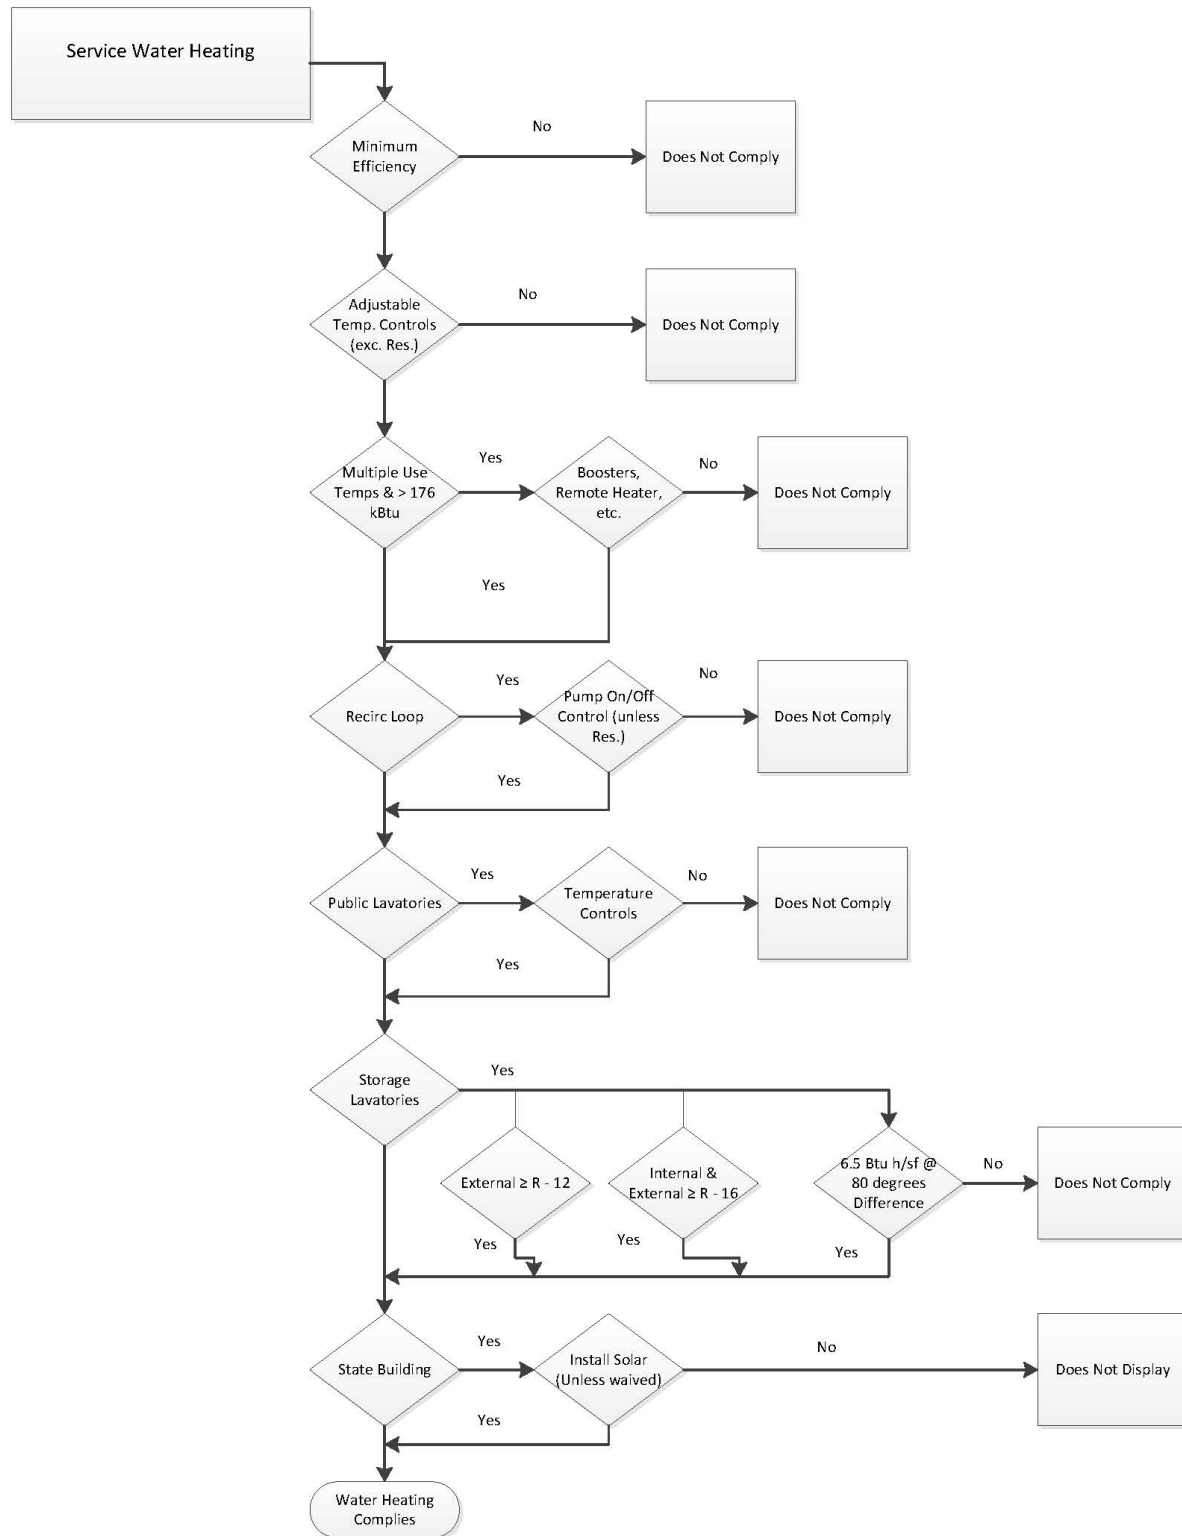 Service Water Heating
No
Minimum
Efficiency
Does Not Comply
No
Adjustable
Temp. Controls
(exc. Res.)
Does Not Comply
Multiple Use
Temps & > 176
kBtu
Yes
Boosters,
Remote Heater,
etc.
No
Does Not Comply
Yes
Recirc Loop
Yes
Pump On/Off
Control (unless
Res.)
No
Does Not Comply
Yes
Public Lavatories
Yes
Temperature
Controls
No
Does Not Comply
Yes
Storage
Lavatories
Yes
External ≥ R - 12
Internal &
External ≥ R - 16
6.5 Btu h/sf @
80 degrees
Difference
No
Does Not Comply
Yes
Yes
Yes
State Building
Yes
Install Solar
(Unless waived)
No
Does Not Display
Yes
Water Heating
Complies